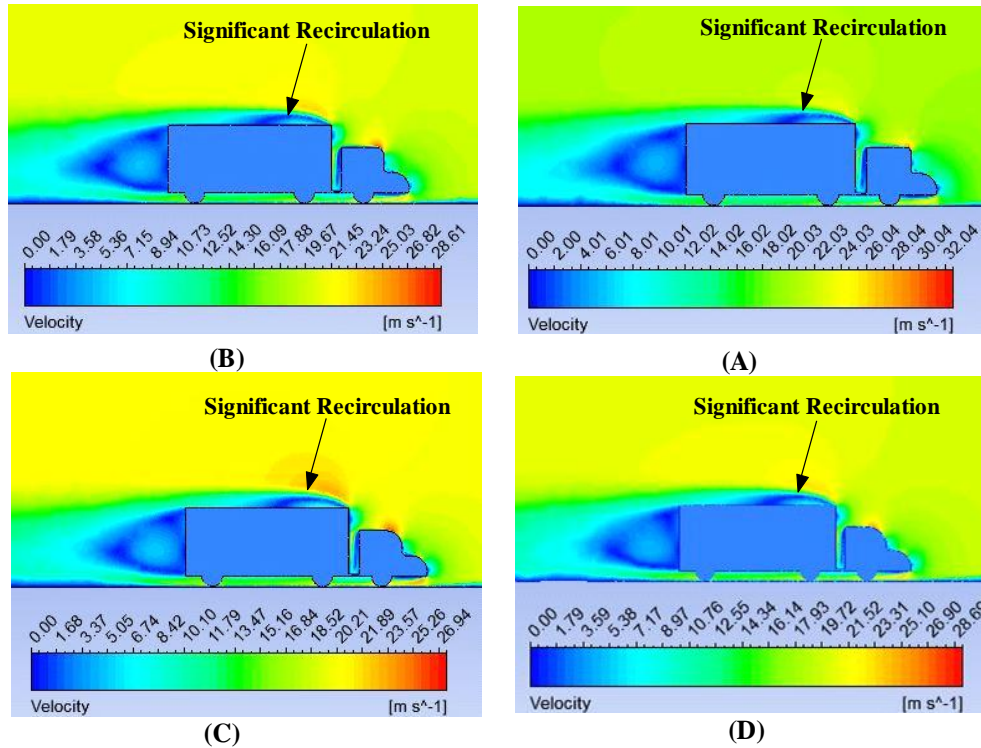 Significant Recirculation
0.00 1.79 3.58 5.36 7.15 8.94 10.73 12.52 14.30 16.09 17.88 19.67 21.45 23.24 25.03 26.82 28.61
Velocity [m s^-1]
(B)
Significant Recirculation
0.00 2.00 4.01 6.01 8.01 10.01 12.02 14.02 16.02 18.02 20.03 22.03 24.03 26.04 28.04 30.04 32.04
Velocity [m s^-1]
(A)
Significant Recirculation
0.00 1.68 3.37 5.05 6.74 8.42 10.10 11.79 13.47 15.16 16.84 18.52 20.21 21.89 23.57 25.26 26.94
Velocity [m s^-1]
(C)
Significant Recirculation
0.00 1.79 3.59 5.38 7.17 8.97 10.76 12.55 14.34 16.14 17.93 19.72 21.52 23.31 25.10 26.90 28.69
Velocity [m s^-1]
(D)